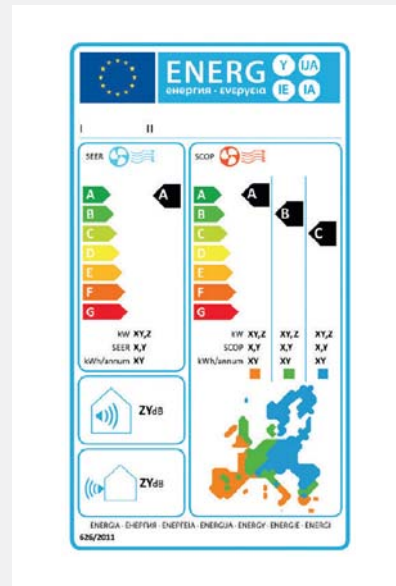 ENERG Y IJA
енергия · ενεργεια IE IA
I II
SEER
A A
B
C
D
E
F
G
kW XY,Z
SEER X,Y
kWh/annum XY
SCOP
A A
B B
C C
D
E
F
G
kW XY,Z XY,Z XY,Z
SCOP X,Y X,Y X,Y
kWh/annum XY XY XY
ZYdB
ZYdB
ENERGIA · ЕНЕРГИЯ · ΕΝΕΡΓΕΙΑ · ENERGIJA · ENERGY · ENERGIE · ENERGI
626/2011